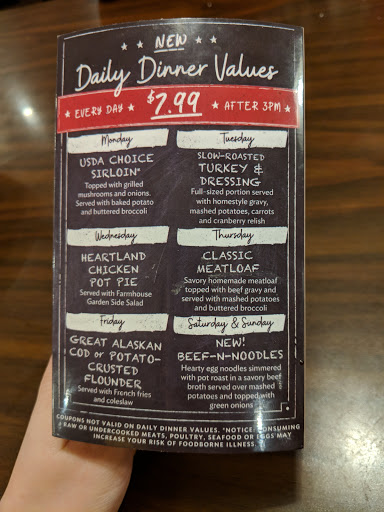 ★ ★ NEW ★ ★
Daily Dinner Values
★ EVERY DAY ★ $7.99 ★ AFTER 3PM ★
Monday
USDA CHOICE
SIRLOIN*
Topped with grilled
mushrooms and onions.
Served with baked potato
and buttered broccoli
Tuesday
SLOW-ROASTED
TURKEY &
DRESSING
Full-sized portion served
with homestyle gravy,
mashed potatoes, carrots
and cranberry relish
Wednesday
HEARTLAND
CHICKEN
POT PIE
Served with Farmhouse
Garden Side Salad
Thursday
CLASSIC
MEATLOAF
Savory homemade meatloaf
topped with beef gravy and
served with mashed potatoes
and buttered broccoli
Friday
GREAT ALASKAN
COD or POTATO-
CRUSTED
FLOUNDER
Served with French fries
and coleslaw
Saturday & Sunday
NEW!
BEEF-N-NOODLES
Hearty egg noodles simmered
with pot roast in a savory beef
broth served over mashed
potatoes and topped with
green onions
COUPONS NOT VALID ON DAILY DINNER VALUES. *NOTICE: CONSUMING
RAW OR UNDERCOOKED MEATS, POULTRY, SEAFOOD OR EGGS MAY
INCREASE YOUR RISK OF FOODBORNE ILLNESS.